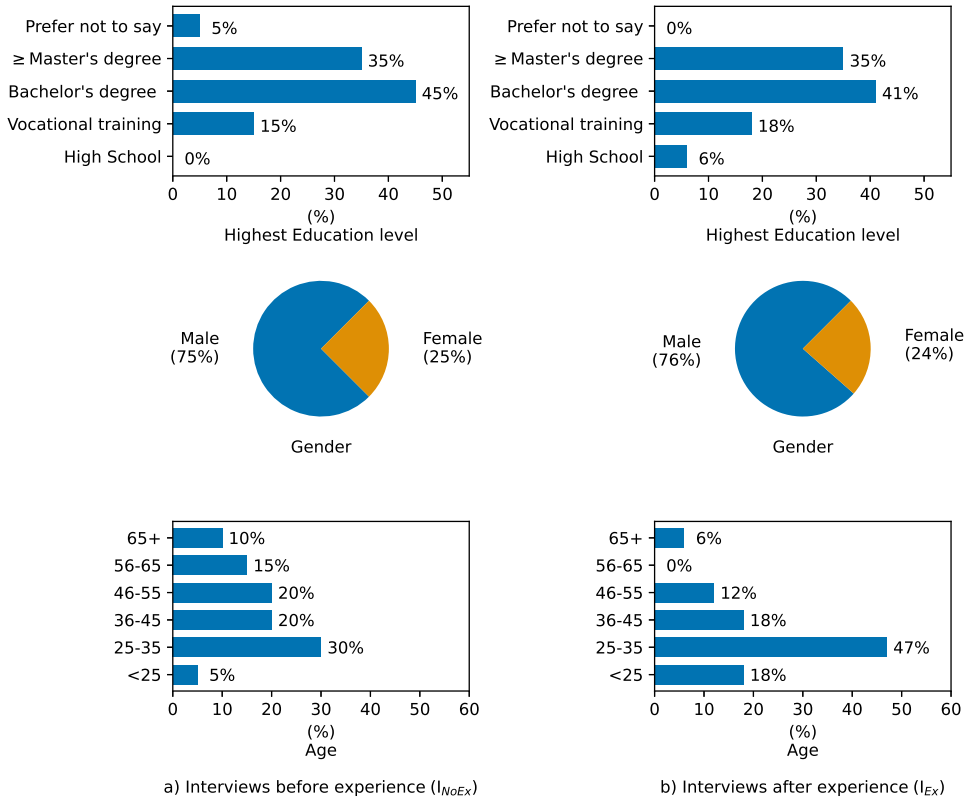 Prefer not to say
5%
≥ Master's degree
35%
Bachelor's degree
45%
Vocational training
15%
High School
0%
0 10 20 30 40 50
(%)
Highest Education level
Prefer not to say
0%
≥ Master's degree
35%
Bachelor's degree
41%
Vocational training
18%
High School
6%
0 10 20 30 40 50
(%)
Highest Education level
Male
(75%)
Female
(25%)
Gender
Male
(76%)
Female
(24%)
Gender
65+
10%
56-65
15%
46-55
20%
36-45
20%
25-35
30%
<25
5%
0 10 20 30 40 50 60
(%)
Age
a) Interviews before experience (I_NoEx)
65+
6%
56-65
0%
46-55
12%
36-45
18%
25-35
47%
<25
18%
0 10 20 30 40 50 60
(%)
Age
b) Interviews after experience (I_Ex)